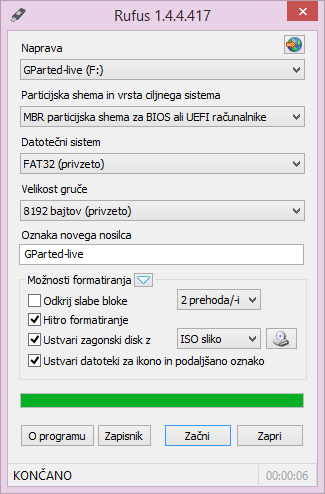 Rufus 1.4.4.417
Naprava
GParted-live (F:)
Particijska shema in vrsta ciljnega sistema
MBR particijska shema za BIOS ali UEFI računalnike
Datotečni sistem
FAT32 (privzeto)
Velikost gruče
8192 bajtov (privzeto)
Oznaka novega nosilca
GParted-live
Možnosti formatiranja
Odkrij slabe bloke 2 prehoda/-i
Hitro formatiranje
Ustvari zagonski disk z ISO sliko
Ustvari datoteki za ikono in podaljšano oznako
O programu Zapisnik Začni Zapri
KONČANO 00:00:06